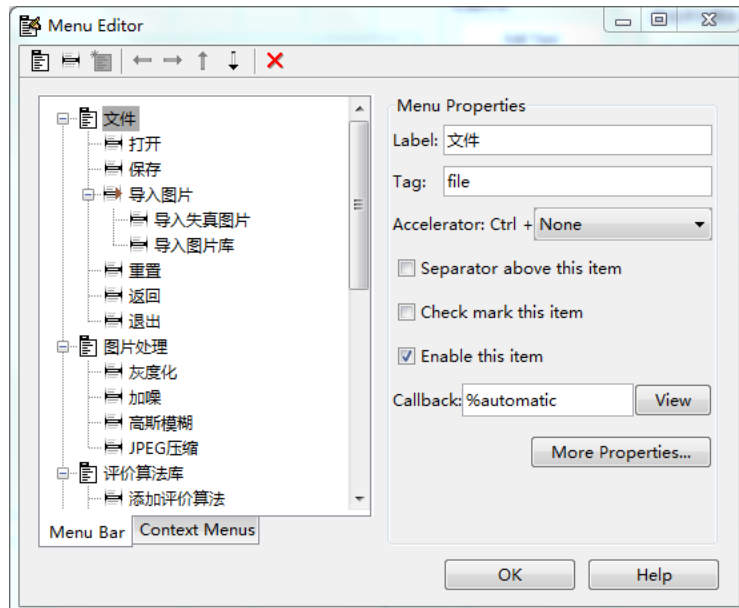 Menu Editor
文件
打开
保存
导入图片
导入失真图片
导入图片库
重置
返回
退出
图片处理
灰度化
加噪
高斯模糊
JPEG压缩
评价算法库
添加评价算法
Menu Bar
Context Menus
Menu Properties
Label: 文件
Tag: file
Accelerator: Ctrl + None
Separator above this item
Check mark this item
Enable this item
Callback: %automatic View
More Properties...
OK
Help